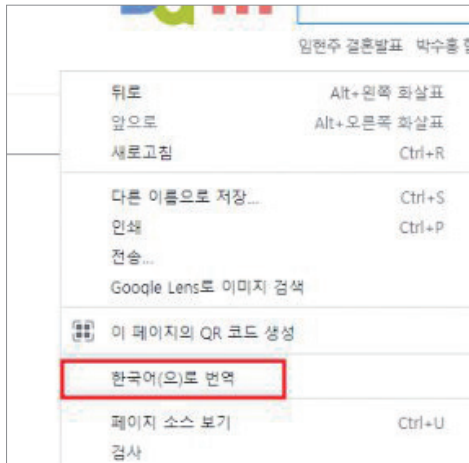 임현주 결혼발표 박수홍
뒤로 Alt+왼쪽 화살표
앞으로 Alt+오른쪽 화살표
새로고침 Ctrl+R
다른 이름으로 저장... Ctrl+S
인쇄 Ctrl+P
전송...
Google Lens로 이미지 검색
이 페이지의 QR 코드 생성
한국어(으)로 번역
페이지 소스 보기 Ctrl+U
검사